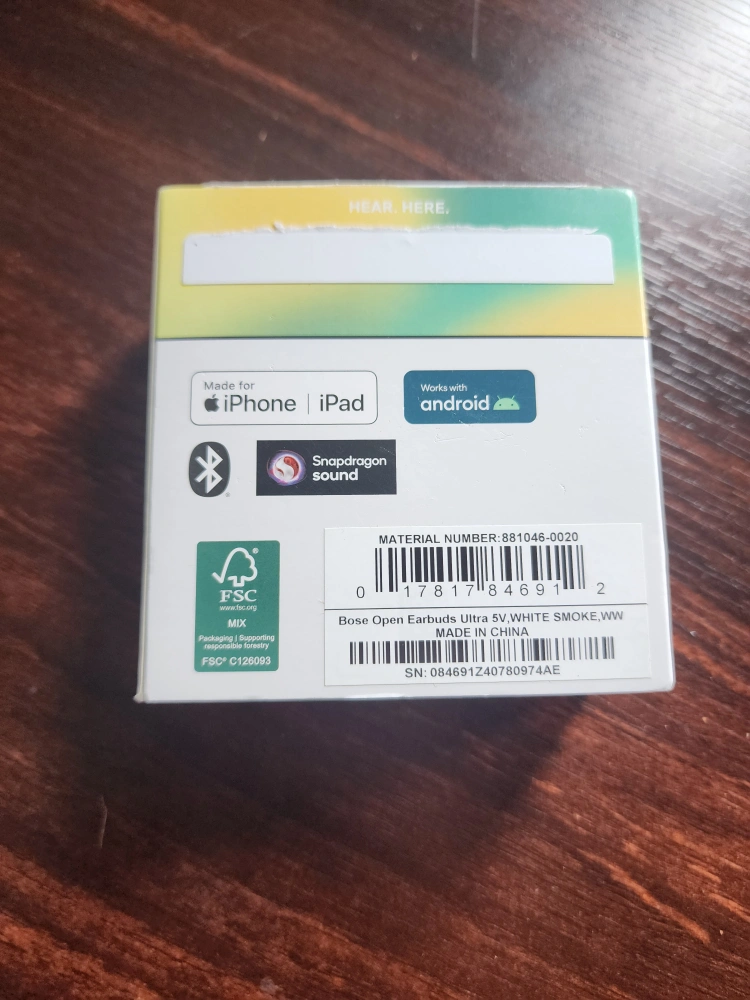 HEAR. HERE.
Made for
iPhone | iPad
Works with
android
Snapdragon
sound
FSC®
www.fsc.org
MIX
Packaging | Supporting
responsible forestry
FSC® C126093
MATERIAL NUMBER:881046-0020
0 17817 84691 2
Bose Open Earbuds Ultra 5V,WHITE SMOKE,WW
MADE IN CHINA
SN: 084691Z40780974AE